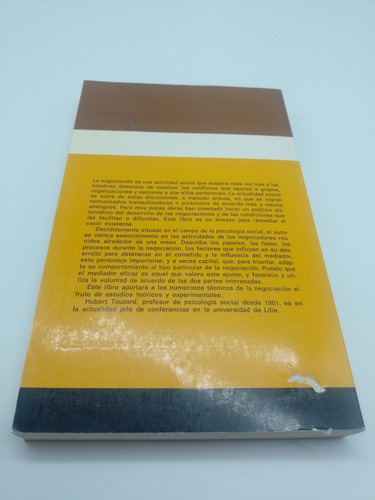 La negociación es una actividad social que acapara cada vez más a los
hombres deseosos de resolver los conflictos que oponen a grupos,
organizaciones y naciones a que ellos pertenecen. La actualidad social
se nutre de estas discusiones, a menudo arduas, en que se logran
comunicados tranquilizadores o protocolos de acuerdo más o menos
ambiguos. Pero muy pocas obras han intentado hacer un análisis sis-
temático del desarrollo de las negociaciones y de las condiciones que
las facilitan o dificultan. Este libro es un ensayo para remediar el
vacío existente.
Decididamente situado en el campo de la psicología social, el autor
se centra esencialmente en las actividades de los negociadores reu-
nidos alrededor de una mesa. Describe los papeles, las fases, los
procesos durante la negociación, los factores que influyen en su des-
arrollo para detenerse en el cometido y la influencia del mediador,
este personaje importante, y a veces capital, que, para triunfar, adap-
ta su comportamiento al tipo particular de la negociación. Puesto que
el mediador eficaz es aquel que valora este ajuste, y favorece y uti-
liza la voluntad de acuerdo de las dos partes interesadas.
Este libro aportará a los numerosos técnicos de la negociación el
fruto de estudios teóricos y experimentales.
Hubert Touzard, profesor de psicología social desde 1961, es en
la actualidad jefe de conferencias en la universidad de Lille.